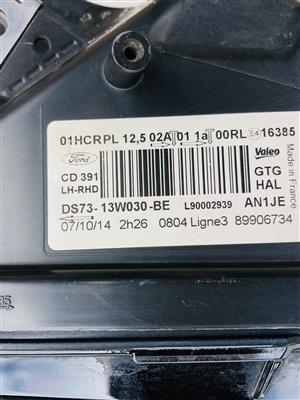 01HCRPL 12,5 02A 01 1a 00RL E4 16385
Ford
Valeo
Made in France
CD 391
LH-RHD
GTG
HAL
DS73-13W030-BE L90002939 AN1JE
07/10/14 2h26 0804 Ligne3 89906734